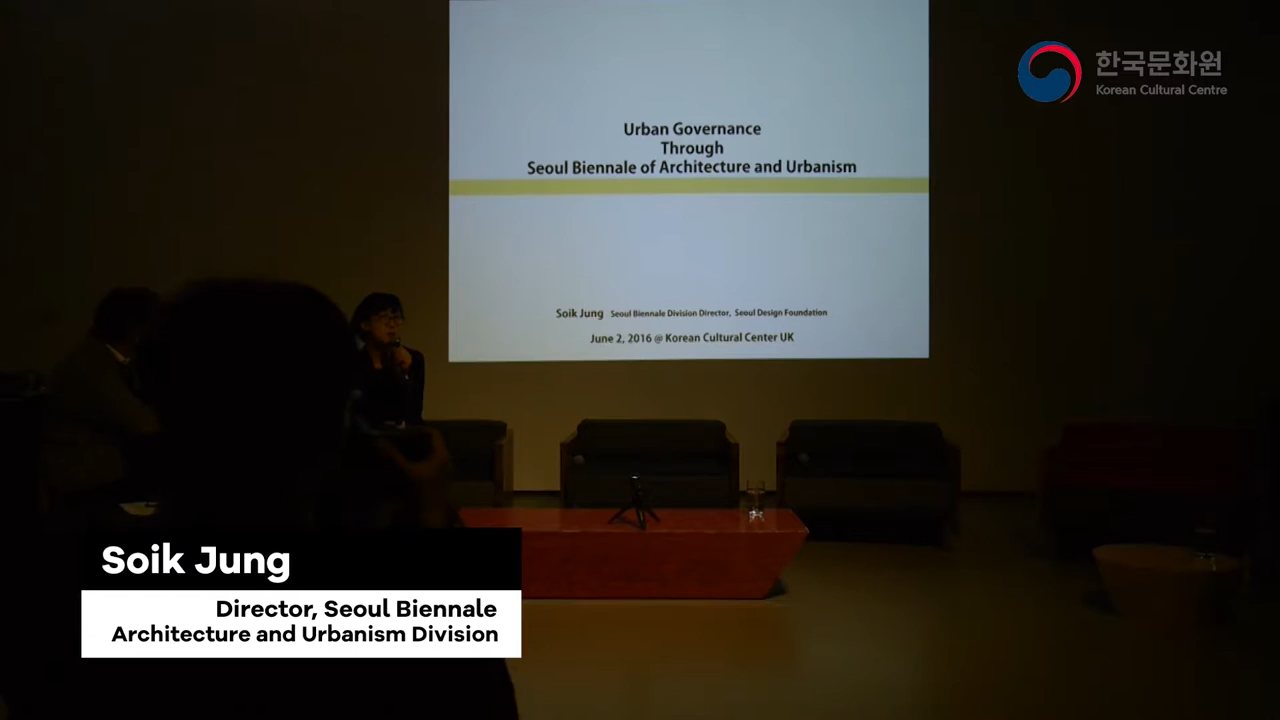 한국문화원
Korean Cultural Centre
Urban Governance
Through
Seoul Biennale of Architecture and Urbanism
Soik Jung Seoul Biennale Division Director, Seoul Design Foundation
June 2, 2016 @ Korean Cultural Center UK
Soik Jung
Director, Seoul Biennale
Architecture and Urbanism Division